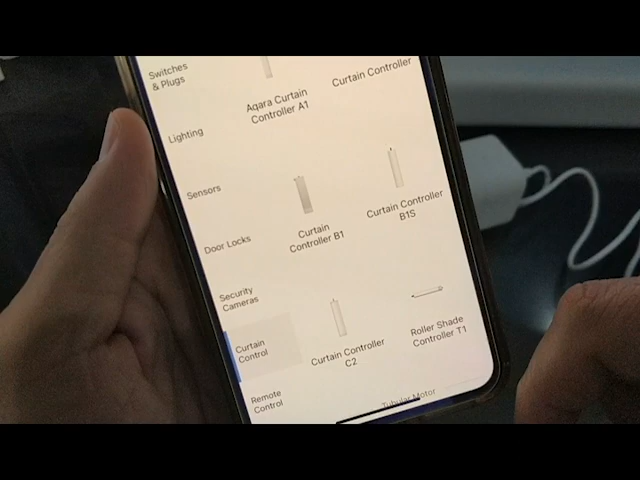 Switches
& Plugs
Lighting
Sensors
Door Locks
Security
Cameras
Curtain
Control
Remote
Control
Aqara Curtain
Controller A1
Curtain Controller
Curtain
Controller B1
Curtain Controller
B1S
Curtain Controller
C2
Roller Shade
Controller T1
Tubular Motor